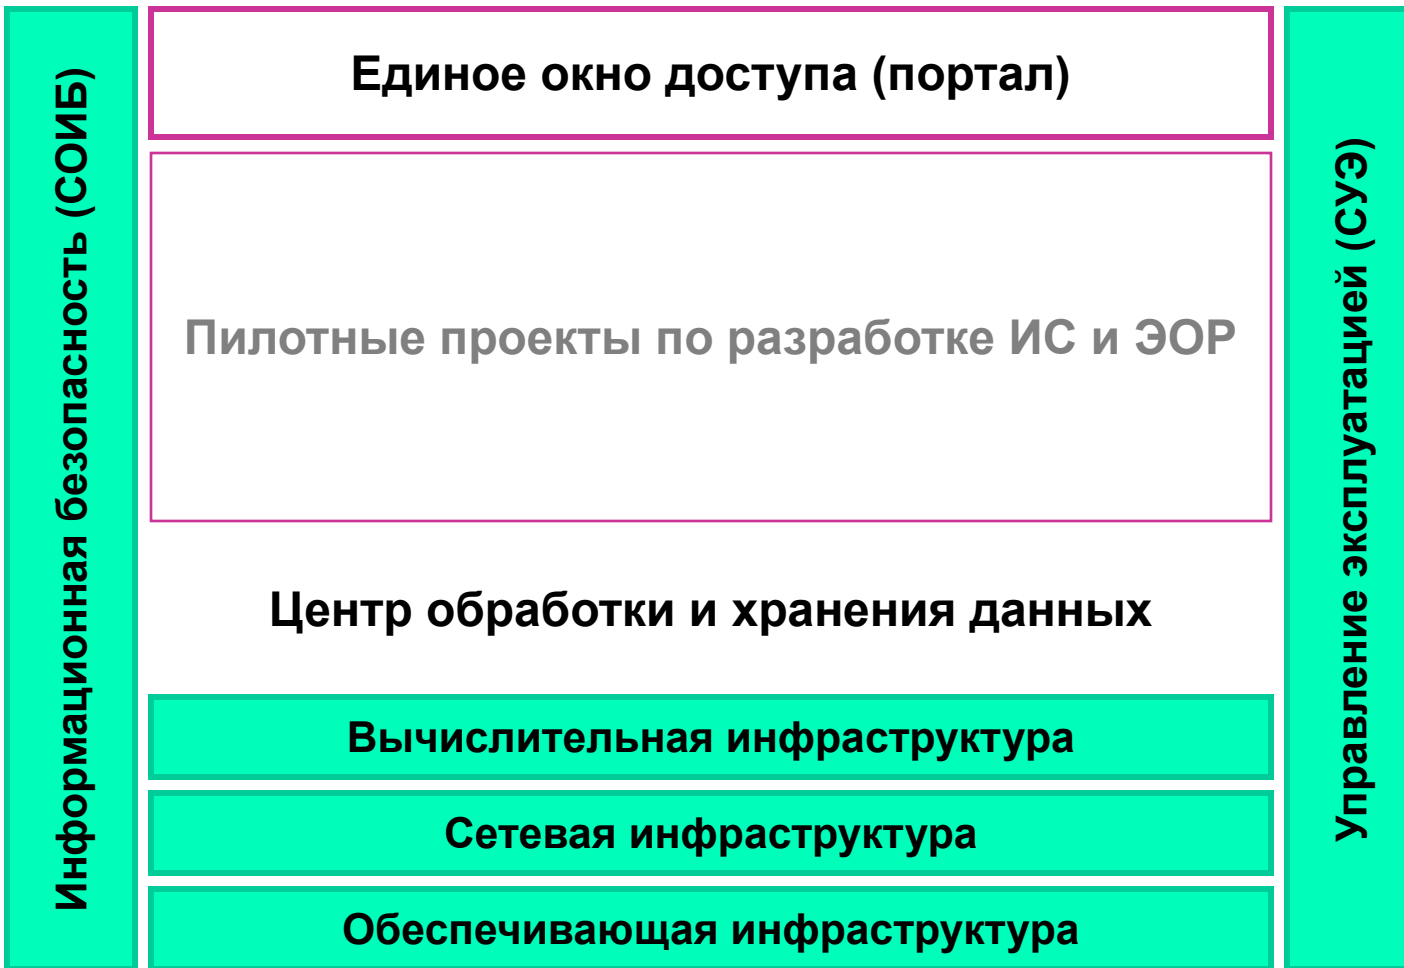 Информационная безопасность (СОИБ)
Единое окно доступа (портал)
Пилотные проекты по разработке ИС и ЭОР
Центр обработки и хранения данных
Вычислительная инфраструктура
Сетевая инфраструктура
Обеспечивающая инфраструктура
Управление эксплуатацией (СУЭ)